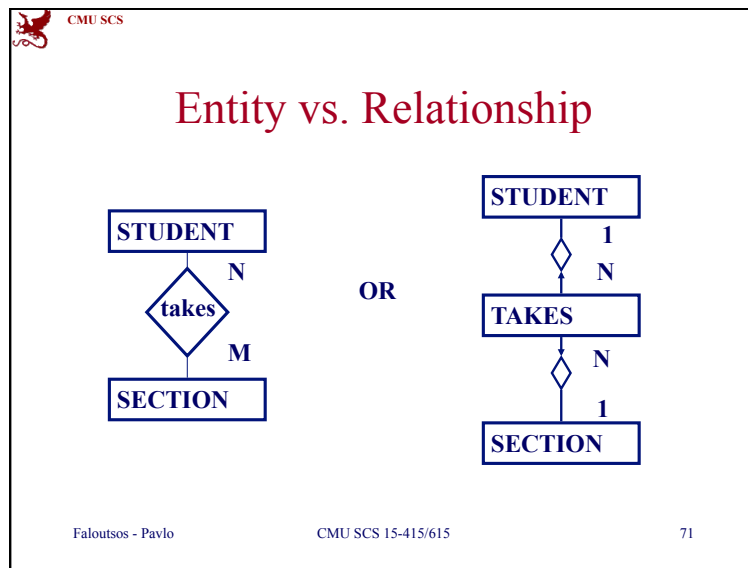 CMU SCS
Entity vs. Relationship
STUDENT
N
takes
M
SECTION
OR
STUDENT
1
N
TAKES
N
1
SECTION
Faloutsos - Pavlo
CMU SCS 15-415/615
71